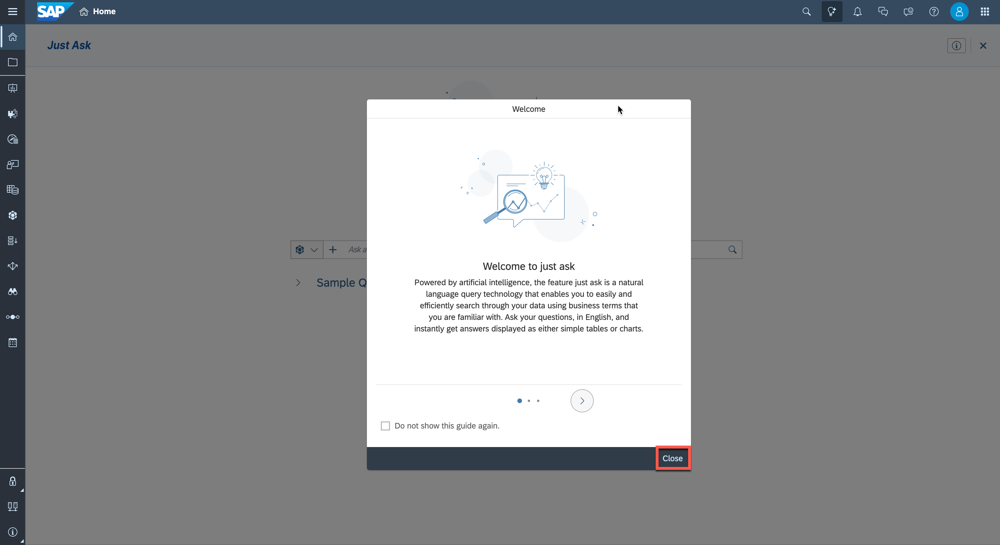 SAP
Home
Just Ask
Welcome
Ask a
Welcome to just ask
Sample Q
Powered by artificial intelligence, the feature just ask is a natural
language query technology that enables you to easily and
efficiently search through your data using business terms that
you are familiar with. Ask your questions, in English, and
instantly get answers displayed as either simple tables or charts.
Do not show this guide again.
Close